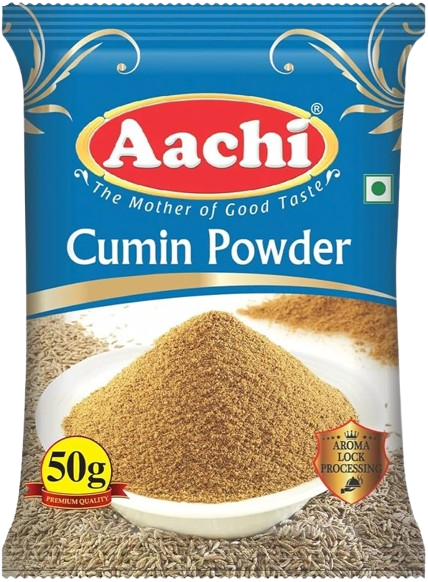 Aachi®
The Mother of Good Taste
Cumin Powder
50g
PREMIUM QUALITY
AROMA
LOCK
PROCESSING